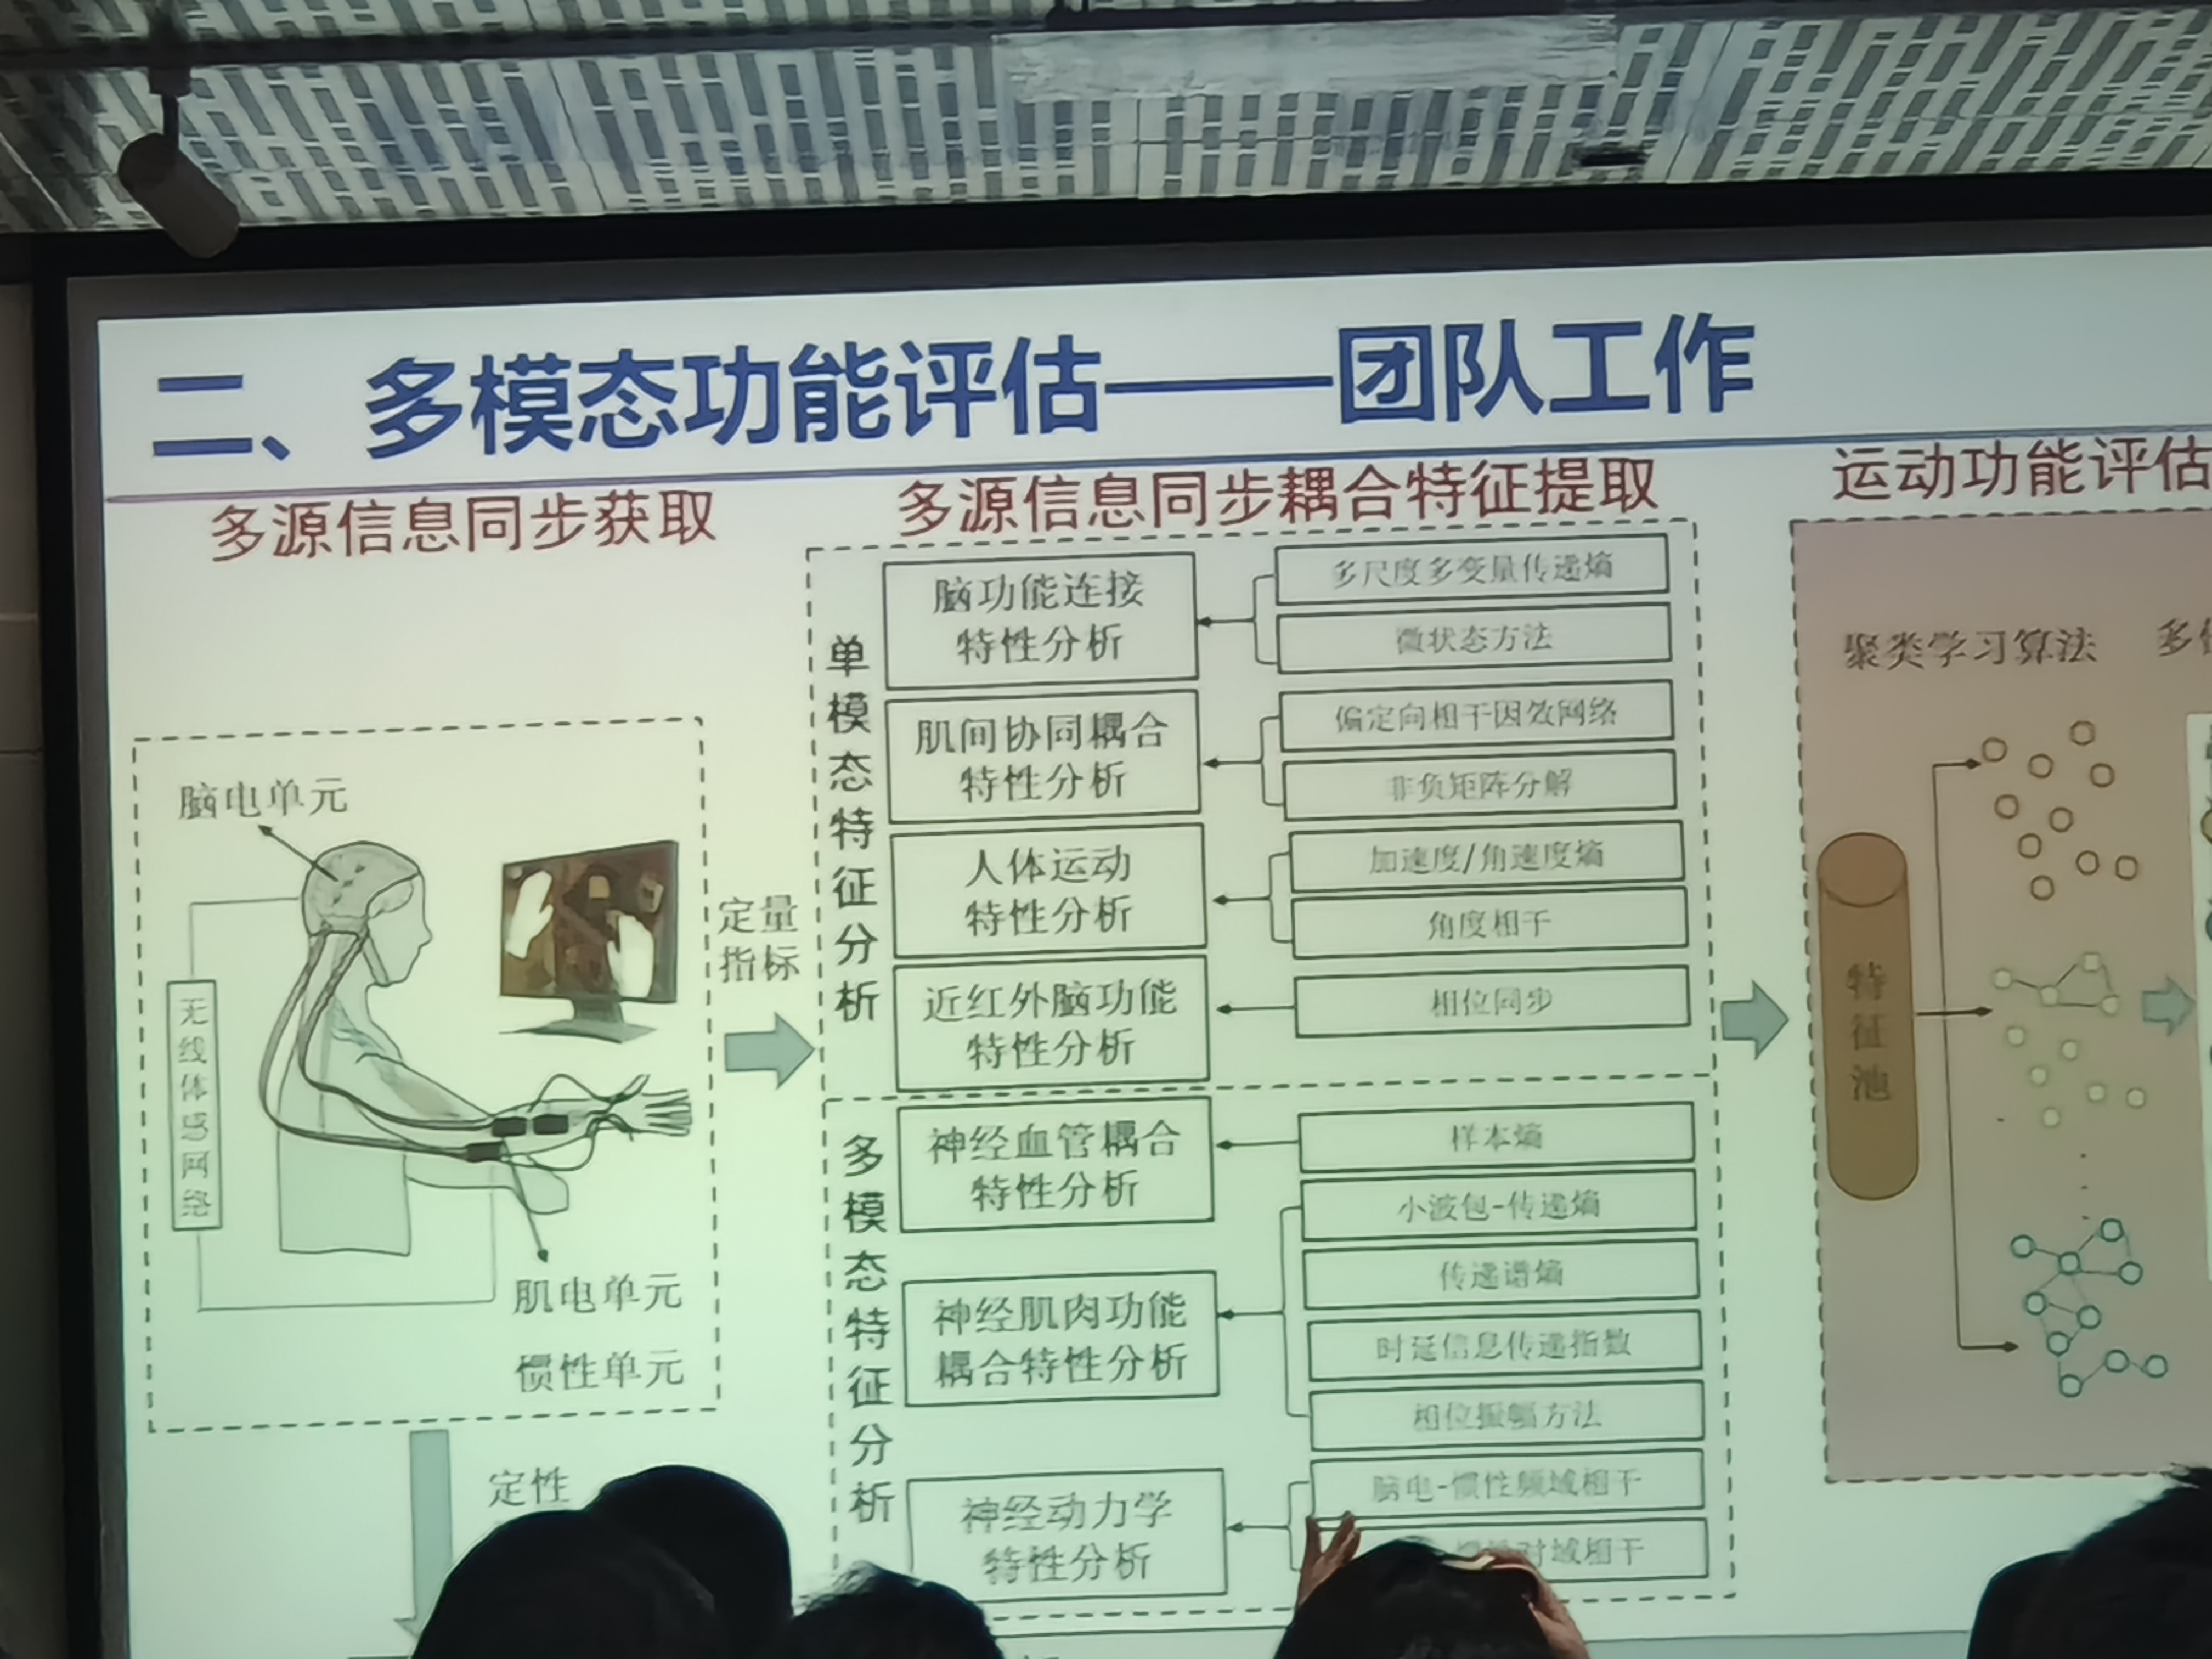 二、多模态功能评估——团队工作
多源信息同步获取
脑电单元
无线体感网络
肌电单元
惯性单元
定量
指标
定性
多源信息同步耦合特征提取
单模态特征分析
脑功能连接
特性分析
多尺度多变量传递熵
微状态方法
肌间协同耦合
特性分析
偏定向相干因效网络
非负矩阵分解
人体运动
特性分析
加速度/角速度熵
角度相干
近红外脑功能
特性分析
相位同步
多模态特征分析
神经血管耦合
特性分析
样本熵
神经肌肉功能
耦合特性分析
小波包-传递熵
传递谱熵
时延信息传递指数
相位振幅方法
神经动力学
特性分析
脑电-惯性频域相干
时域相干
运动功能评估
聚类学习算法
多
特征池